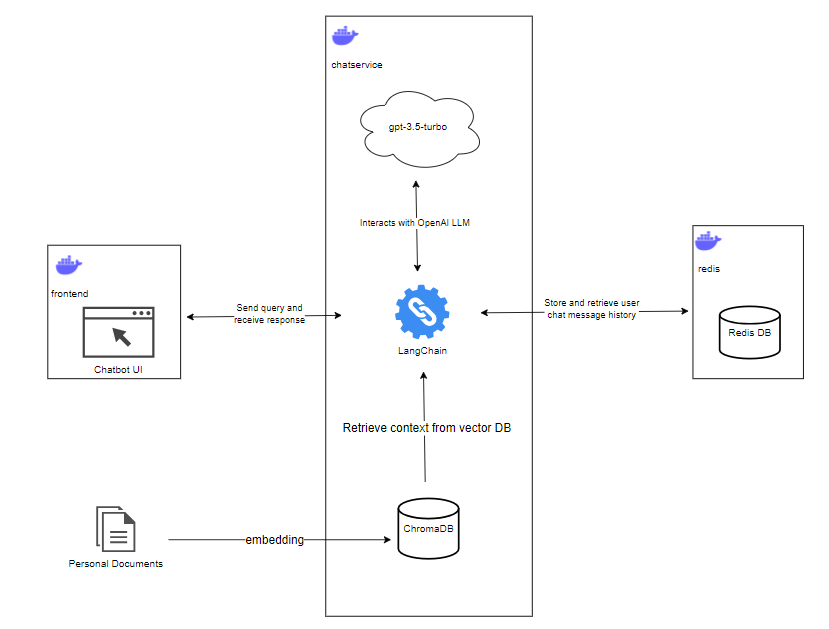 chatservice
gpt-3.5-turbo
Interacts with OpenAI LLM
frontend
Chatbot UI
Send query and
receive response
LangChain
Store and retrieve user
chat message history
redis
Redis DB
Retrieve context from vector DB
ChromaDB
embedding
Personal Documents